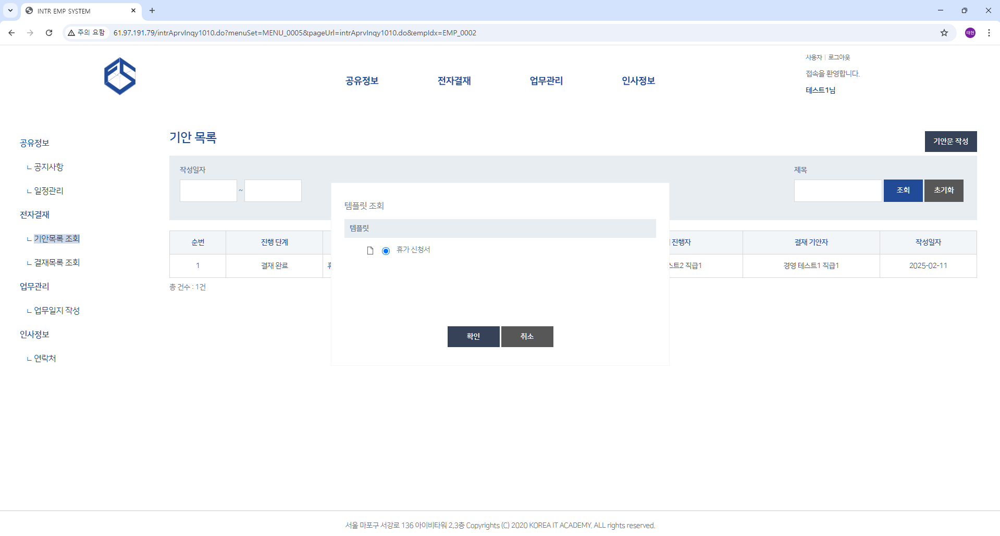 INTR EMP SYSTEM
주의 요함 61.97.191.79/intrAprvInqy1010.do?menuSet=MENU_0005&pageUrl=intrAprvInqy1010.do&empIdx=EMP_0002
태현
사용자 | 로그아웃
접속을 환영합니다.
테스트1님
공유정보 전자결재 업무관리 인사정보
공유정보
ㄴ 공지사항
ㄴ 일정관리
전자결재
ㄴ 기안목록 조회
ㄴ 결재목록 조회
업무관리
ㄴ 업무일지 작성
인사정보
ㄴ 연락처
기안 목록
기안문 작성
작성일자
~
제목
조회 초기화
순번 진행 단계 진행자 결재 기안자 작성일자
1 결재 완료 스트2 직급1 경영 테스트1 직급1 2025-02-11
총 건수 : 1건
템플릿 조회
템플릿
휴가 신청서
확인 취소
서울 마포구 서강로 136 아이비타워 2,3층 Copyrights (C) 2020 KOREA IT ACADEMY. ALL rights reserved.